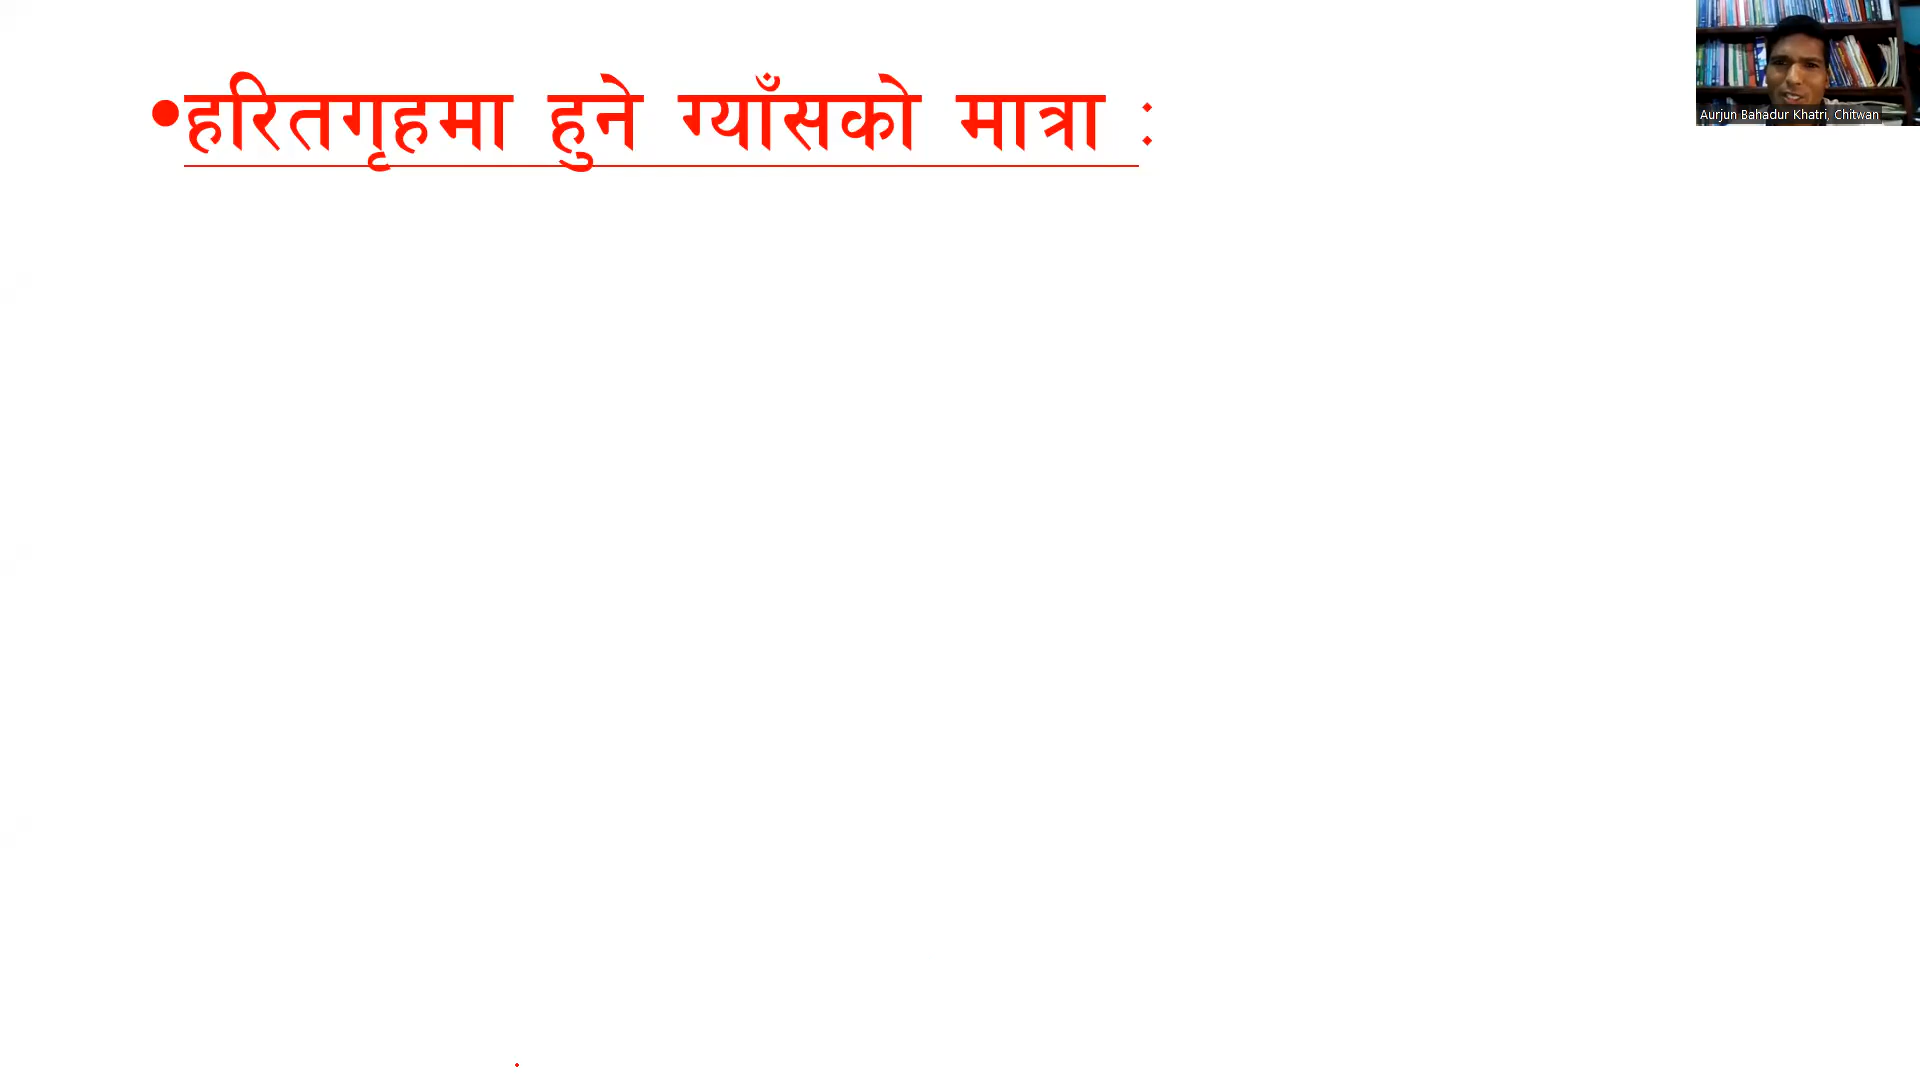 •हरितगृहमा हुने ग्याँसको मात्रा :
Aurjun Bahadur Khatri, Chitwan